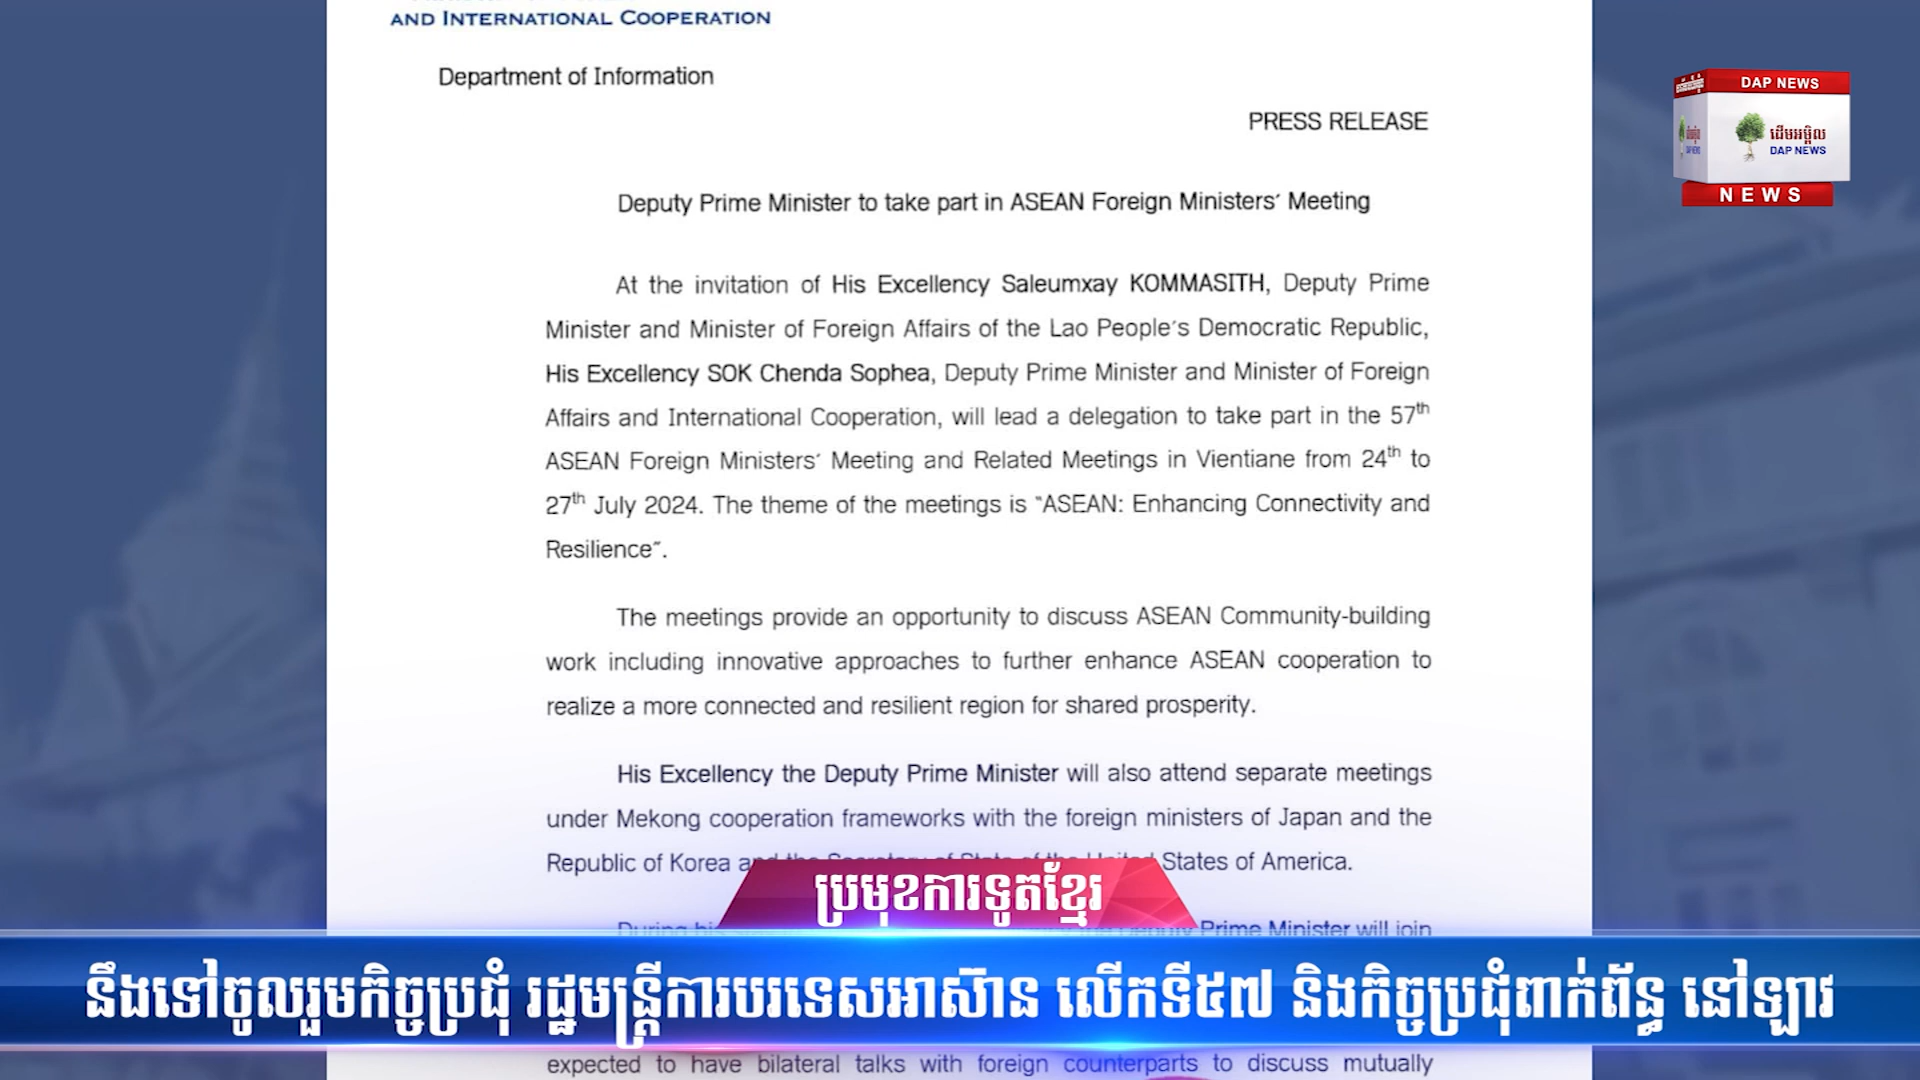 AND INTERNATIONAL COOPERATION
Department of Information
DAP NEWS
ដើមអម្ពិល
DAP NEWS
NEWS
PRESS RELEASE
Deputy Prime Minister to take part in ASEAN Foreign Ministers' Meeting
At the invitation of His Excellency Saleumxay KOMMASITH, Deputy Prime
Minister and Minister of Foreign Affairs of the Lao People's Democratic Republic,
His Excellency SOK Chenda Sophea, Deputy Prime Minister and Minister of Foreign
Affairs and International Cooperation, will lead a delegation to take part in the 57th
ASEAN Foreign Ministers' Meeting and Related Meetings in Vientiane from 24th to
27th July 2024. The theme of the meetings is "ASEAN: Enhancing Connectivity and
Resilience".
The meetings provide an opportunity to discuss ASEAN Community-building
work including innovative approaches to further enhance ASEAN cooperation to
realize a more connected and resilient region for shared prosperity.
His Excellency the Deputy Prime Minister will also attend separate meetings
under Mekong cooperation frameworks with the foreign ministers of Japan and the
Republic of Korea and the Secretary of State of the United States of America.
ប្រមុខការទូតខ្មែរ
Prime Minister will join
នឹងទៅចូលរួមកិច្ចប្រជុំ រដ្ឋមន្ត្រីការបរទេសអាស៊ាន លើកទី៥៧ និងកិច្ចប្រជុំពាក់ព័ន្ធ នៅឡាវ
expected to have bilateral talks with foreign counterparts to discuss mutually